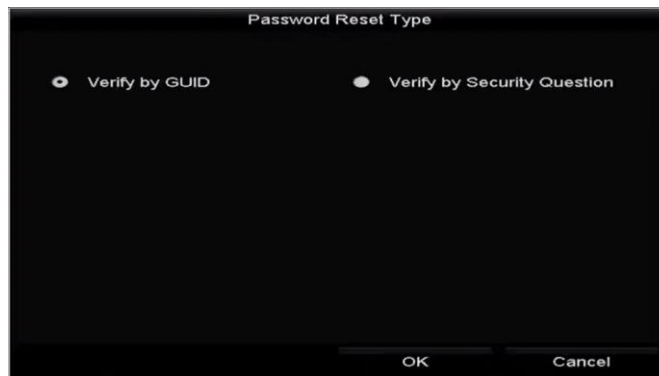 Password Reset Type
Verify by GUID Verify by Security Question
OK Cancel